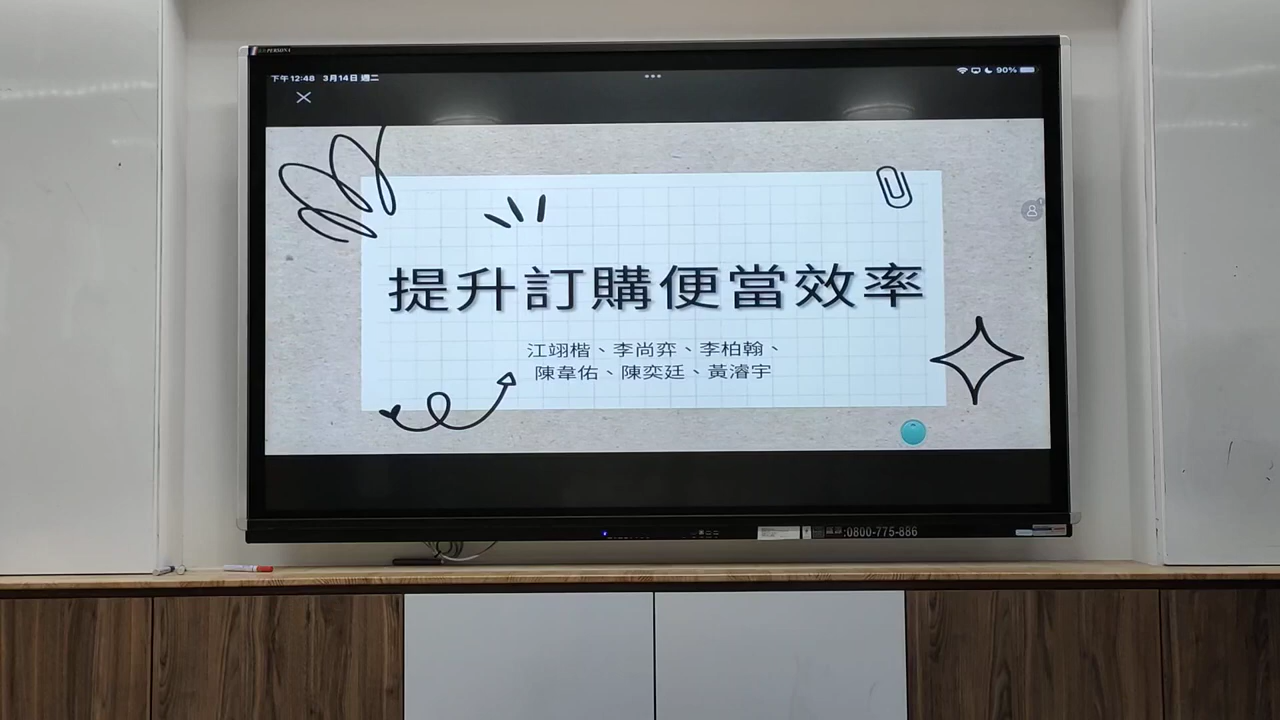 PERSONA
下午12:48 3月14日 週二
90%
提升訂購便當效率
江翊楷、李尚弈、李柏翰、
陳韋佑、陳奕廷、黃濬宇
:0800-775-886